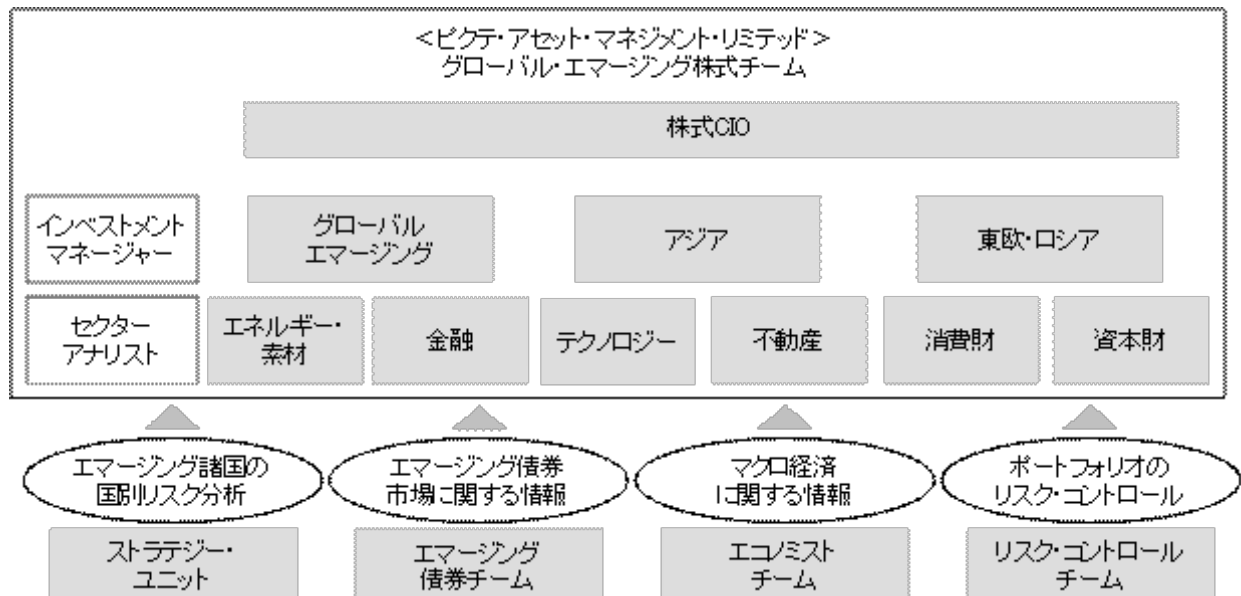 <ピクテ・アセット・マネジメント・リミテッド>
グローバル・エマージング株式チーム
株式CIO
インベストメント
マネージャー
グローバル
エマージング
アジア
東欧・ロシア
セクター
アナリスト
エネルギー・
素材
金融
テクノロジー
不動産
消費財
資本財
エマージング諸国の
国別リスク分析
エマージング債券
市場に関する情報
マクロ経済
に関する情報
ポートフォリオの
リスク・コントロール
ストラテジー・
ユニット
エマージング
債券チーム
エコノミスト
チーム
リスク・コントロール
チーム